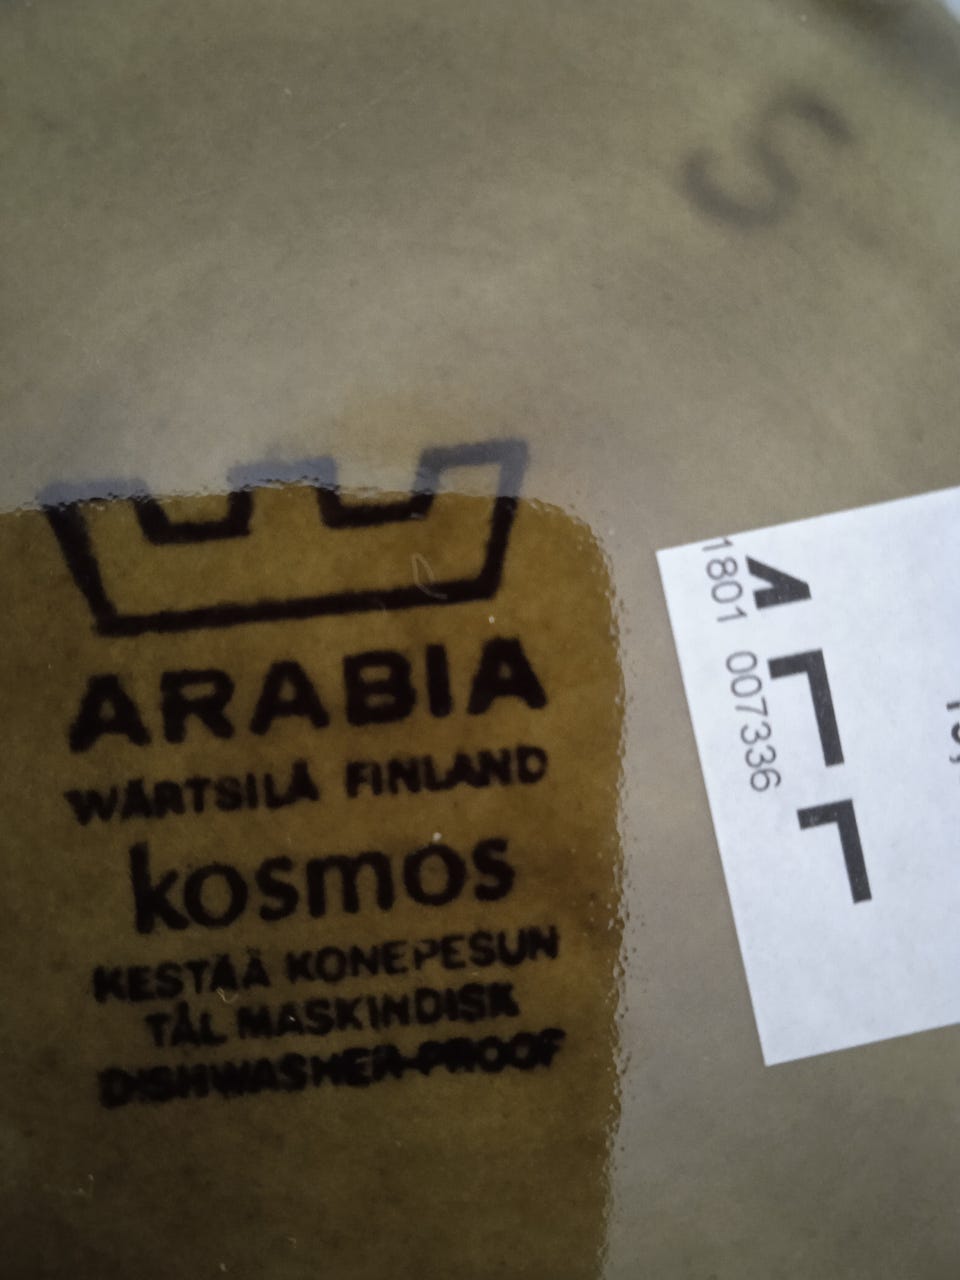 S
ARABIA
WÄRTSILÄ FINLAND
kosmos
KESTÄÄ KONEPESUN
TÅL MASKINDISK
DISHWASHER-PROOF
1801 007336